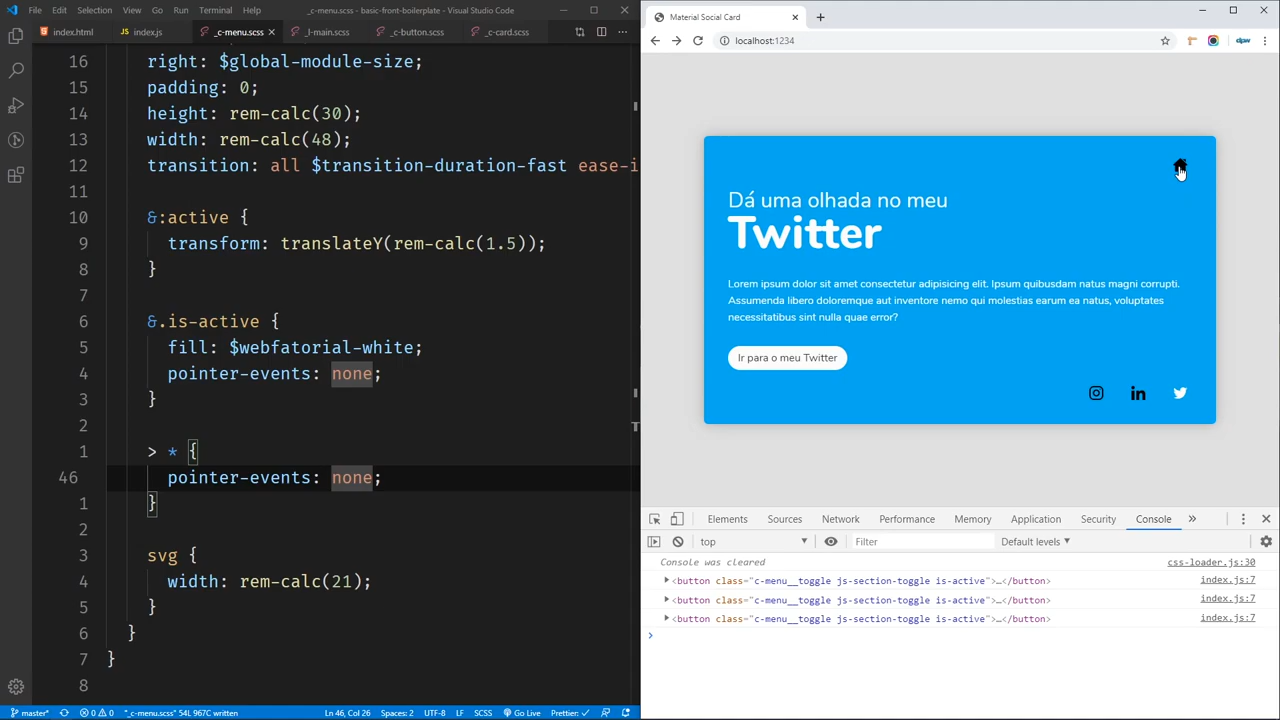 File Edit Selection View Go Run Terminal Help _c-menu.scss - basic-front-boilerplate - Visual Studio Code
index.html index.js _c-menu.scss _l-main.scss _c-button.scss _c-card.scss
16 right: $global-module-size;
15 padding: 0;
14 height: rem-calc(30);
13 width: rem-calc(48);
12 transition: all $transition-duration-fast ease-i
11
10 &:active {
9 transform: translateY(rem-calc(1.5));
8 }
7
6 &.is-active {
5 fill: $webfatorial-white;
4 pointer-events: none;
3 }
2
1 > * {
46 pointer-events: none;
1 }
2
3 svg {
4 width: rem-calc(21);
5 }
6 }
7 }
8
master* 0 0 "_c-menu.scss" 54L 967C written Ln 46, Col 26 Spaces: 2 UTF-8 LF SCSS Go Live Prettier: ✓
Material Social Card
localhost:1234
dpw
Dá uma olhada no meu
Twitter
Lorem ipsum dolor sit amet consectetur adipisicing elit. Ipsum quibusdam natus magni corrupti.
Assumenda libero doloremque aut inventore nemo qui molestias earum ea natus, voluptates
necessitatibus sint nulla quae error?
Ir para o meu Twitter
Elements Sources Network Performance Memory Application Security Console »
top Filter Default levels
Console was cleared css-loader.js:30
<button class="c-menu__toggle js-section-toggle is-active">…</button> index.js:7
<button class="c-menu__toggle js-section-toggle is-active">…</button> index.js:7
<button class="c-menu__toggle js-section-toggle is-active">…</button> index.js:7